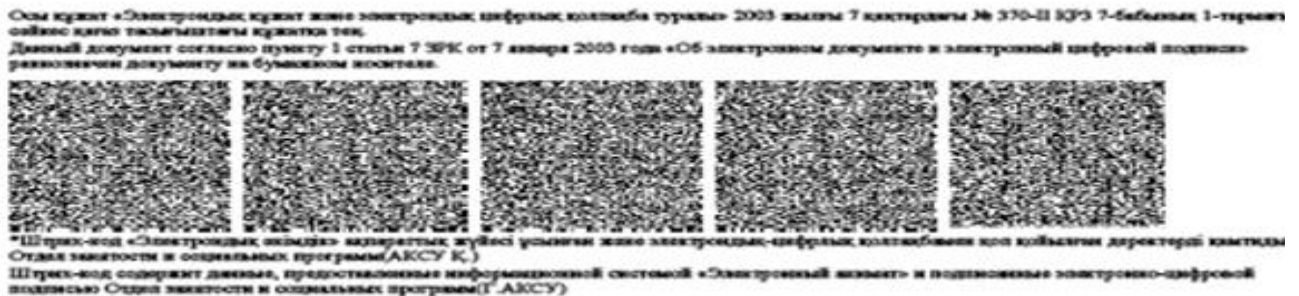 Осы құжат «Электрондық құжат және электрондық цифрлық қолтаңба туралы» 2003 жылғы 7 қаңтардағы № 370-II ҚРЗ 7-бабының 1-тармағы
сәйкес қағаз тасығыштағы құжатқа тең.
Данный документ согласно пункту 1 статьи 7 ЗРК от 7 января 2003 года «Об электронном документе и электронной цифровой подписи»
равнозначен документу на бумажном носителе.
*Штрих-код «Электрондық әкімдік» ақпараттық жүйесі ұсынған және электрондық-цифрлық қолтаңбамен қол қойылған деректерді қамтиды
Отдел занятости и социальных программ(АКСУ Қ.)
Штрих-код содержит данные, предоставленные информационной системой «Электронный акимат» и подписанные электронно-цифровой
подписью Отдел занятости и социальных программ(Г.АКСУ)